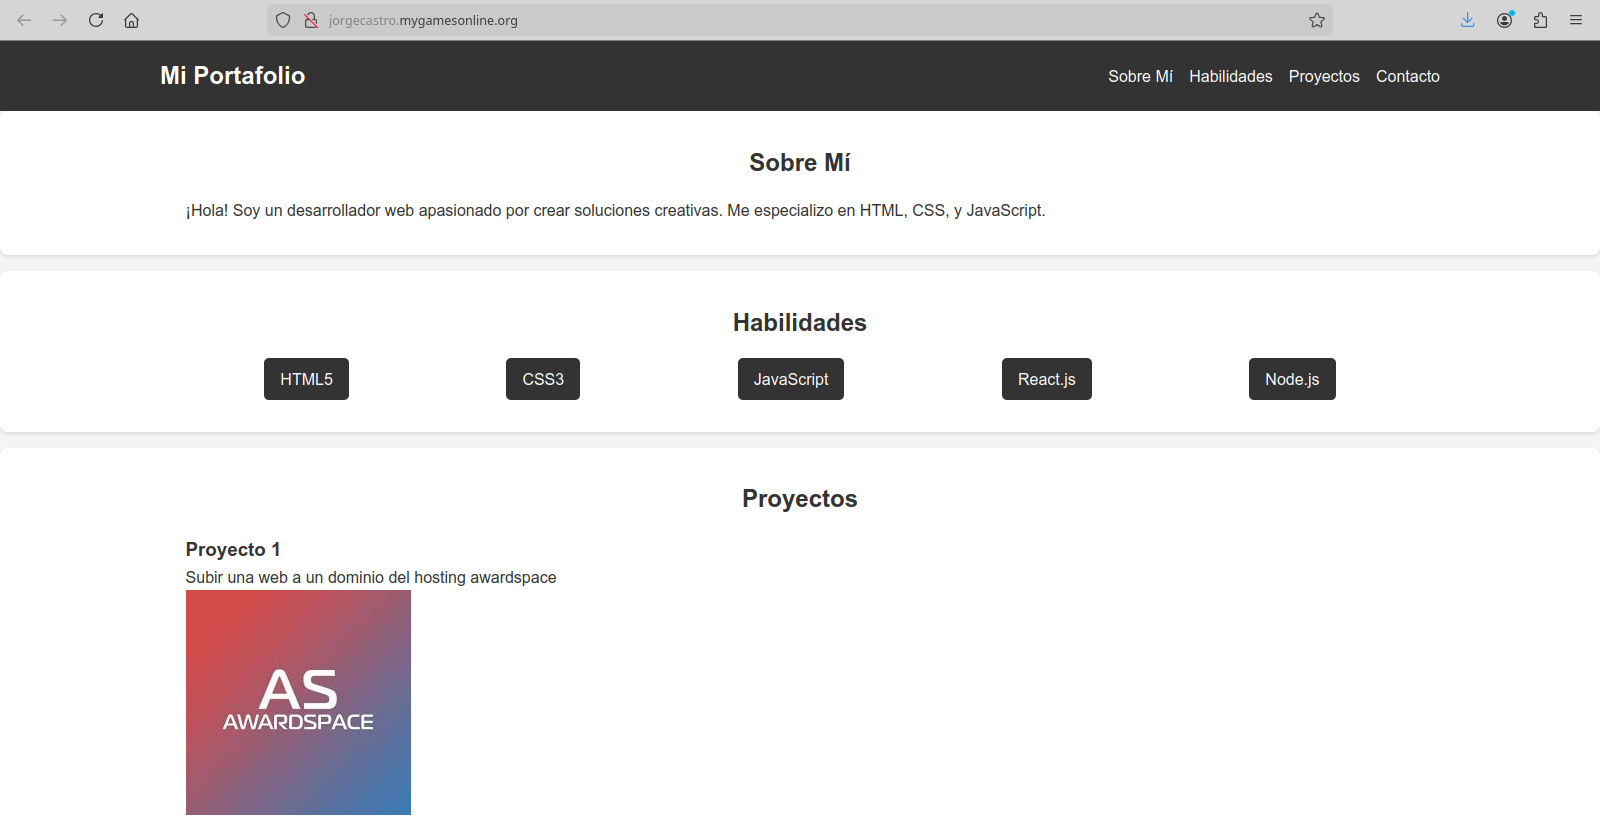 jorgecastro.mygamesonline.org
Mi Portafolio
Sobre Mí Habilidades Proyectos Contacto
Sobre Mí
¡Hola! Soy un desarrollador web apasionado por crear soluciones creativas. Me especializo en HTML, CSS, y JavaScript.
Habilidades
HTML5 CSS3 JavaScript React.js Node.js
Proyectos
Proyecto 1
Subir una web a un dominio del hosting awardspace
AS
AWARDSPACE